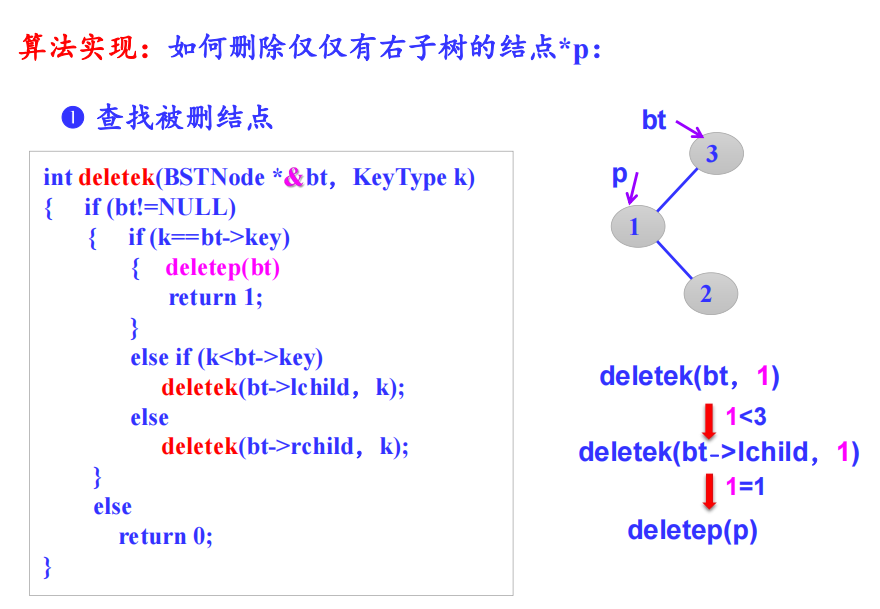 算法实现：如何删除仅仅有右子树的结点*p：
❶ 查找被删结点
int deletek(BSTNode *&bt，KeyType k)
{ if (bt!=NULL)
{ if (k==bt->key)
{ deletep(bt)
return 1;
}
else if (k<bt->key)
deletek(bt->lchild，k);
else
deletek(bt->rchild，k);
}
else
return 0;
}
bt
3
p
1
2
deletek(bt，1)
1<3
deletek(bt->lchild，1)
1=1
deletep(p)